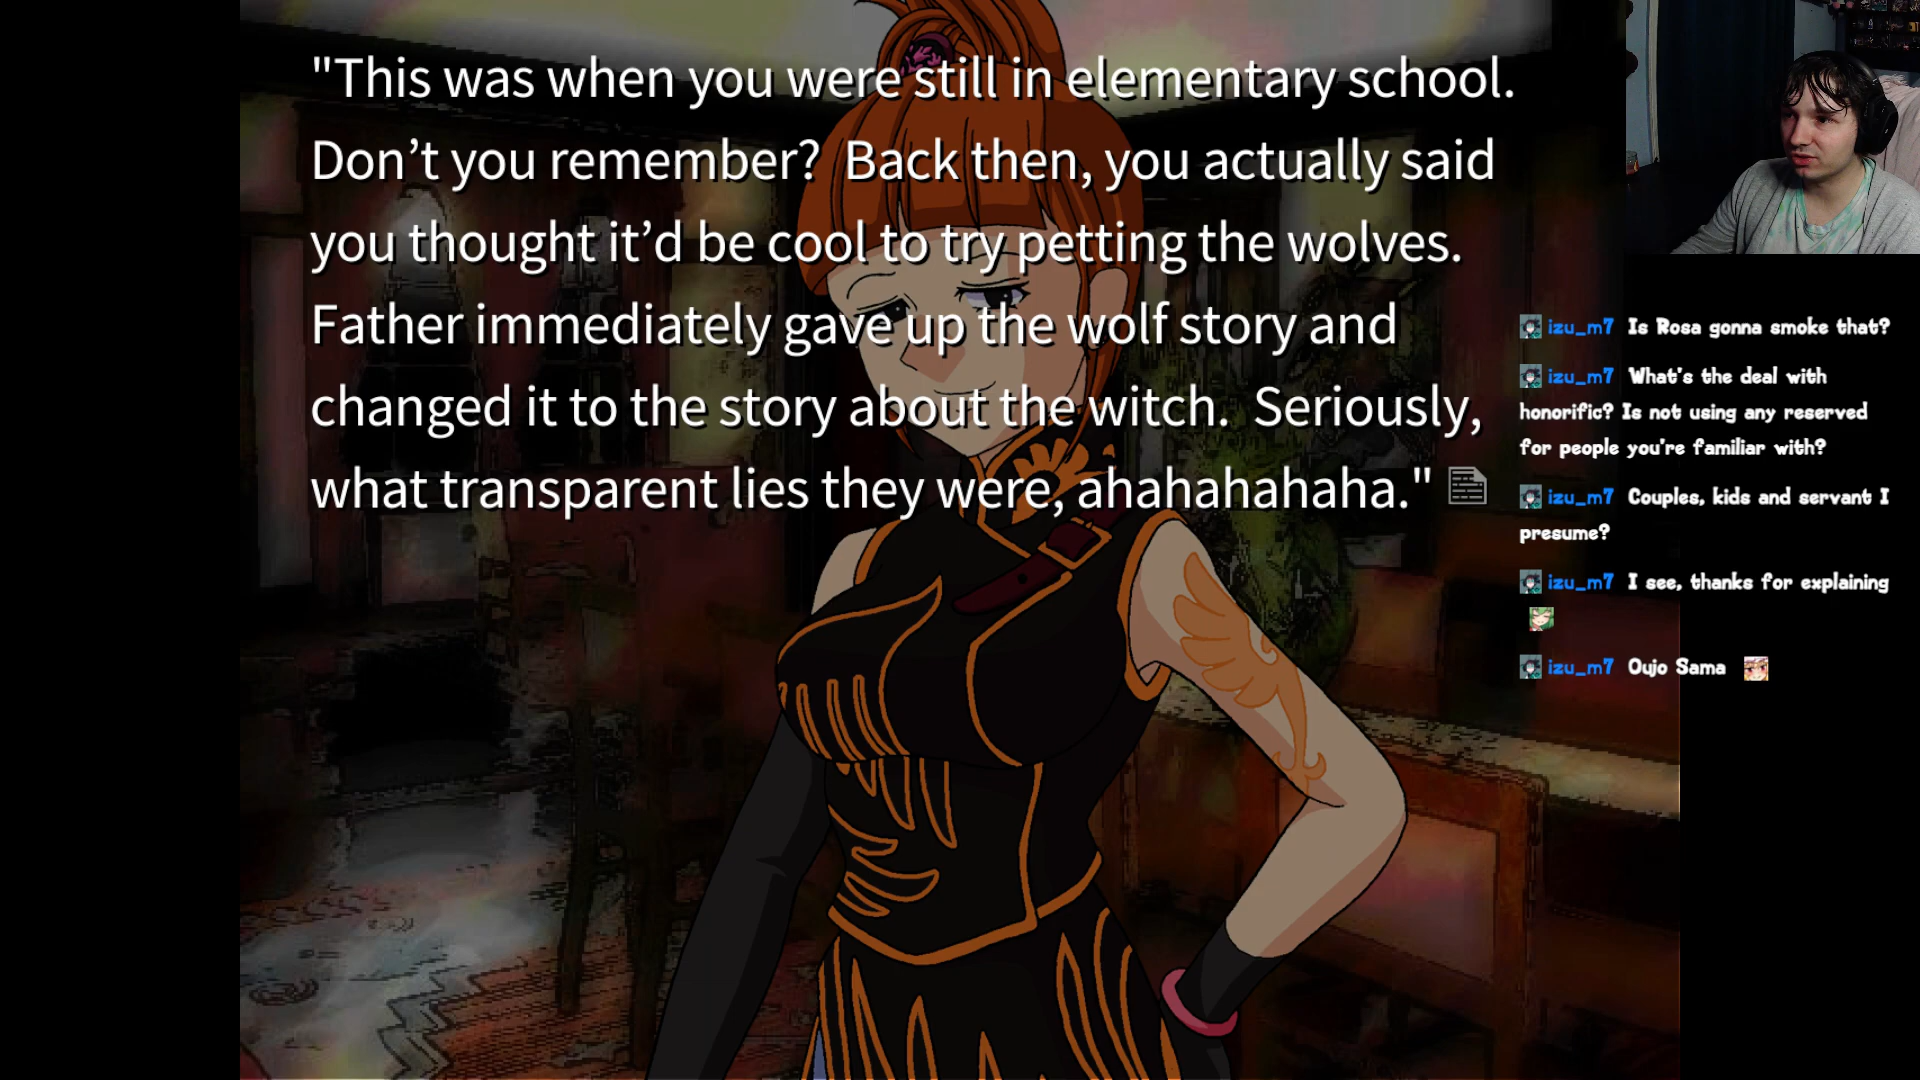 "This was when you were still in elementary school.
Don’t you remember?  Back then, you actually said
you thought it’d be cool to try petting the wolves.
Father immediately gave up the wolf story and
changed it to the story about the witch.  Seriously,
what transparent lies they were, ahahahahaha."
izu_m7 Is Rosa gonna smoke that?
izu_m7 What's the deal with
honorific? Is not using any reserved
for people you're familiar with?
izu_m7 Couples, kids and servant I
presume?
izu_m7 I see, thanks for explaining
izu_m7 Oujo Sama